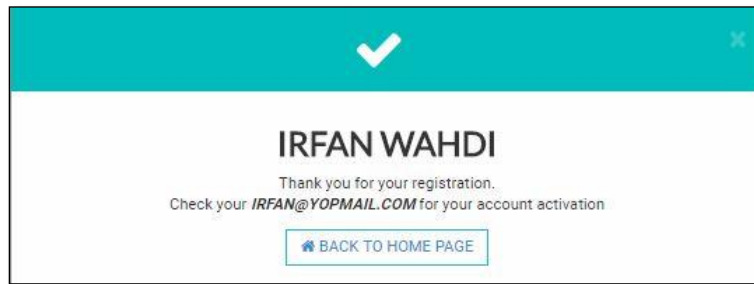 IRFAN WAHDI
Thank you for your registration.
Check your IRFAN@YOPMAIL.COM for your account activation
BACK TO HOME PAGE